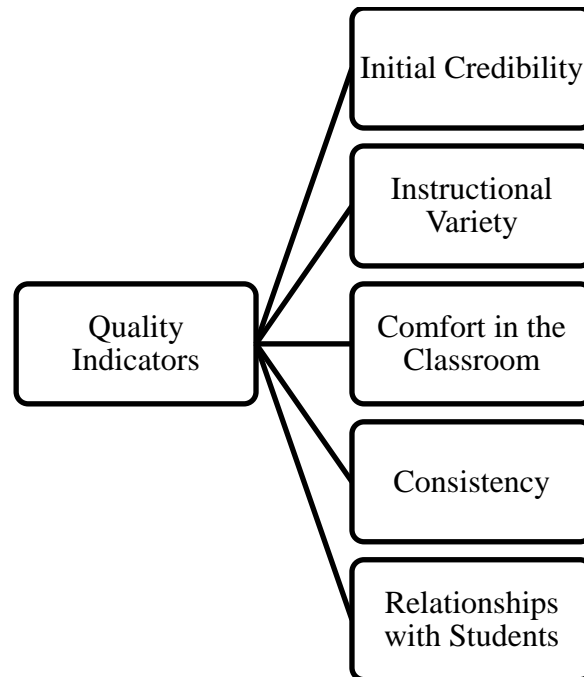 Quality
Indicators
Initial Credibility
Instructional
Variety
Comfort in the
Classroom
Consistency
Relationships
with Students